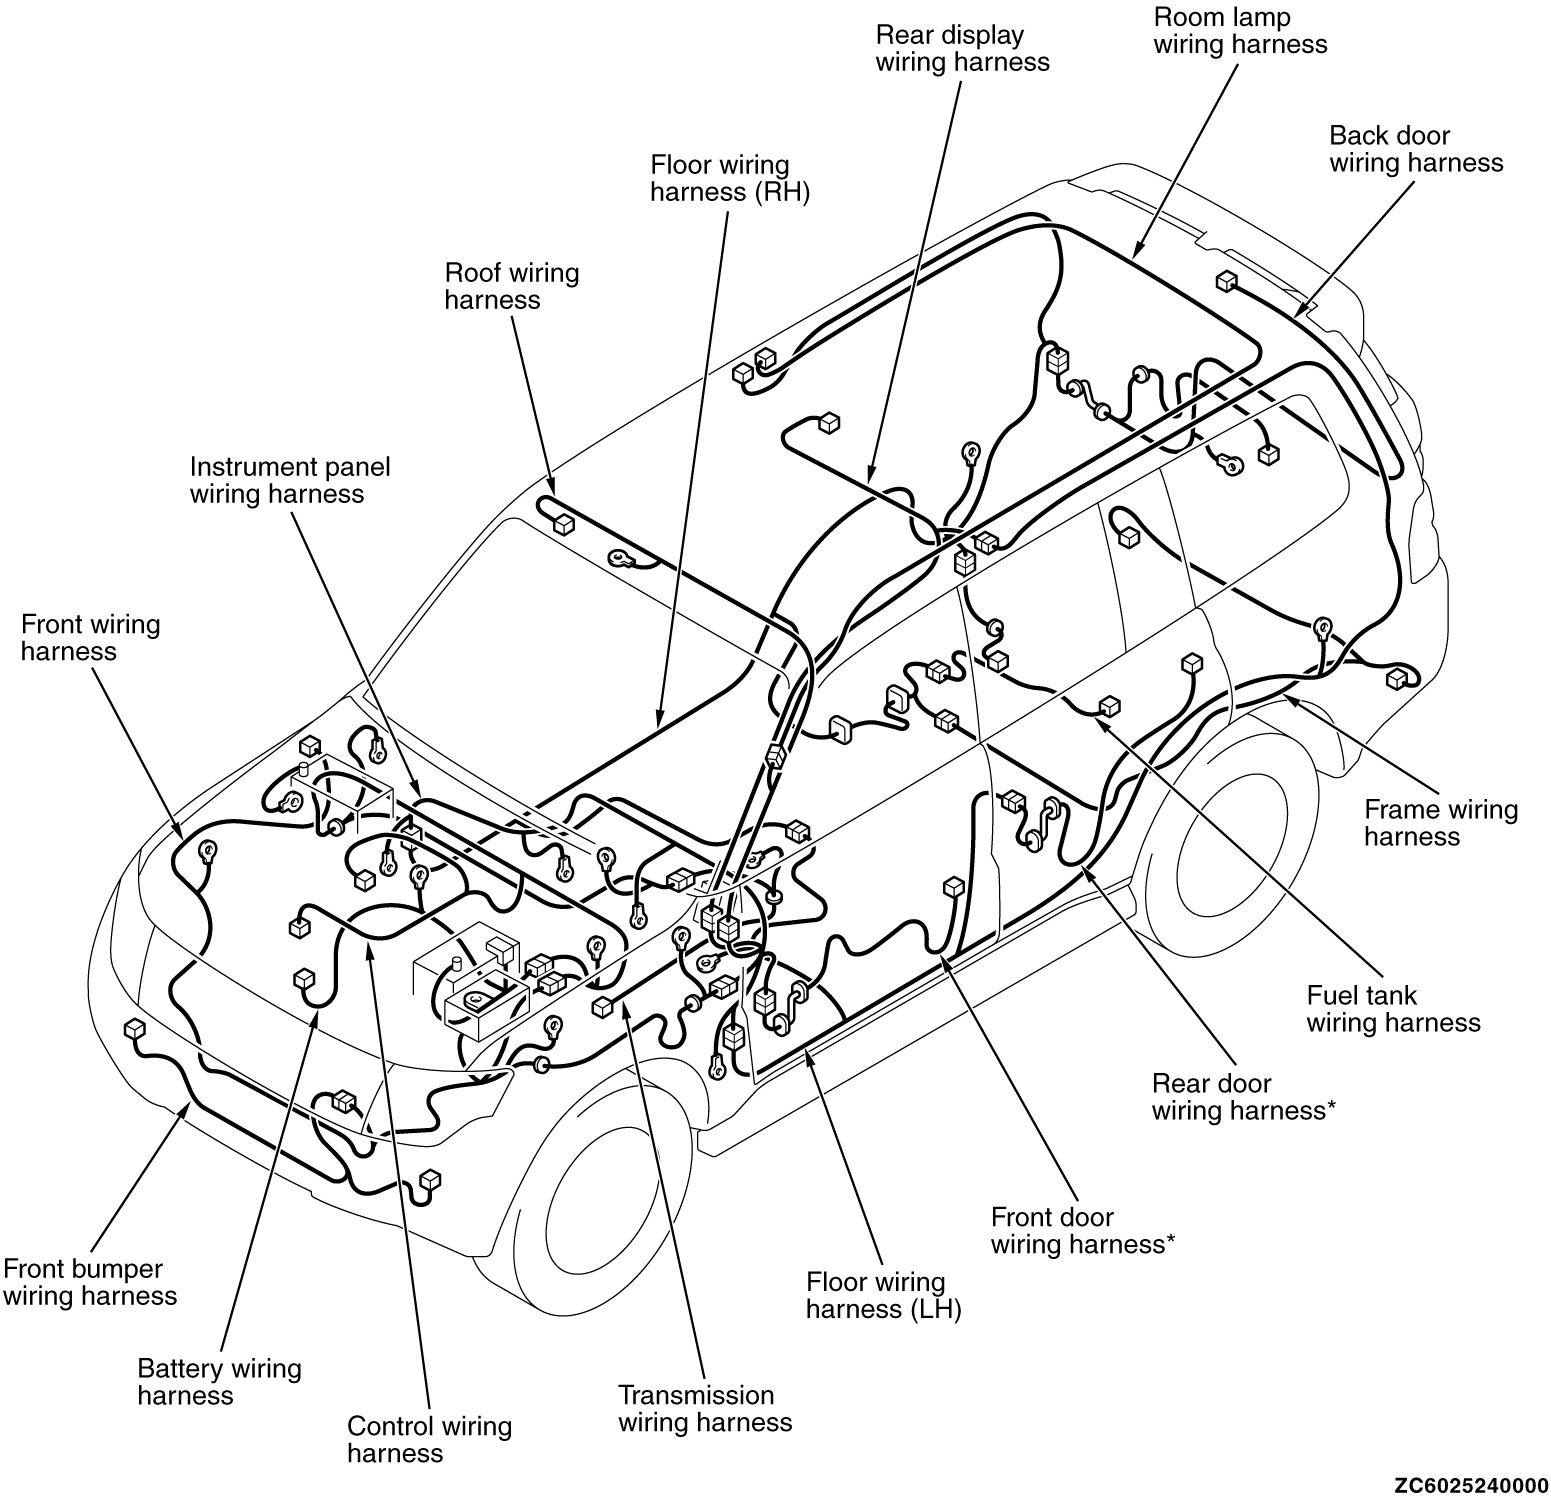 Room lamp
wiring harness
Rear display
wiring harness
Back door
wiring harness
Floor wiring
harness (RH)
Roof wiring
harness
Instrument panel
wiring harness
Front wiring
harness
Frame wiring
harness
Fuel tank
wiring harness
Rear door
wiring harness*
Front door
wiring harness*
Floor wiring
harness (LH)
Front bumper
wiring harness
Battery wiring
harness
Transmission
wiring harness
Control wiring
harness
ZC6025240000